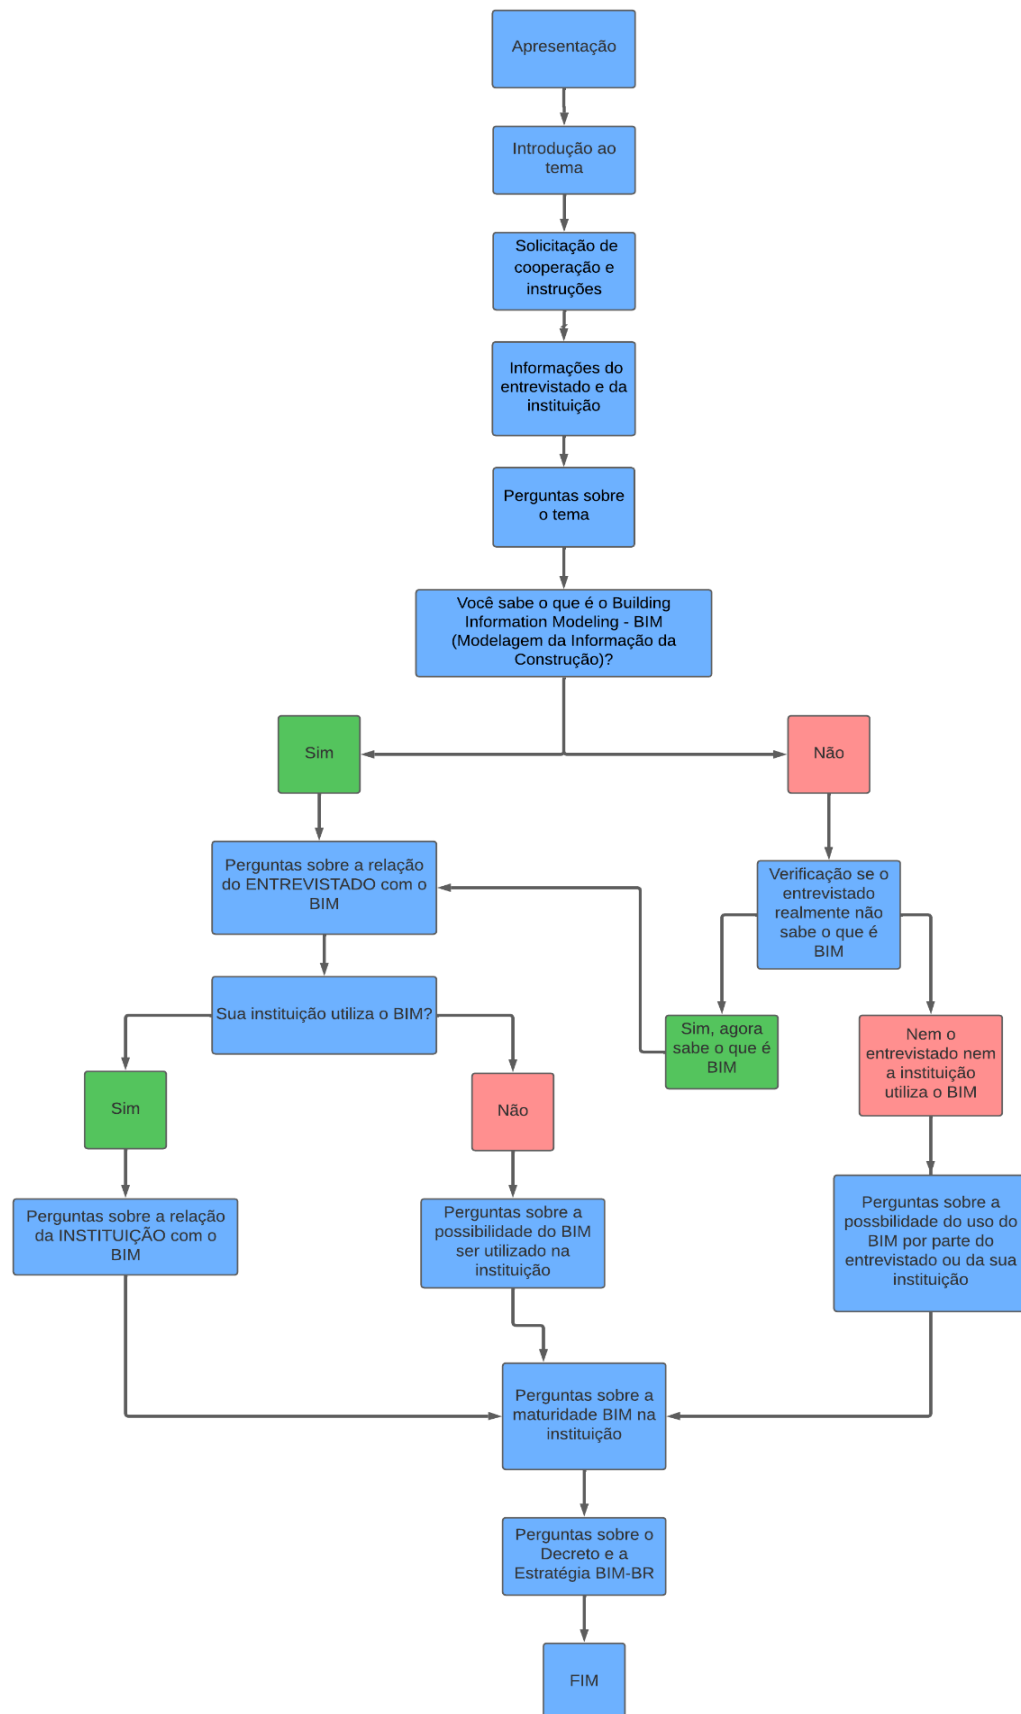 Apresentação
Introdução ao
tema
Solicitação de
cooperação e
instruções
Informações do
entrevistado e da
instituição
Perguntas sobre
o tema
Você sabe o que é o Building
Information Modeling - BIM
(Modelagem da Informação da
Construção)?
Sim
Não
Perguntas sobre a relação
do ENTREVISTADO com o
BIM
Verificação se o
entrevistado
realmente não
sabe o que é
BIM
Sua instituição utiliza o BIM?
Sim, agora
sabe o que é
BIM
Nem o
entrevistado nem
a instituição
utiliza o BIM
Sim
Não
Perguntas sobre a relação
da INSTITUIÇÃO com o
BIM
Perguntas sobre a
possibilidade do BIM
ser utilizado na
instituição
Perguntas sobre a
possbilidade do uso do
BIM por parte do
entrevistado ou da sua
instituição
Perguntas sobre a
maturidade BIM na
instituição
Perguntas sobre o
Decreto e a
Estratégia BIM-BR
FIM